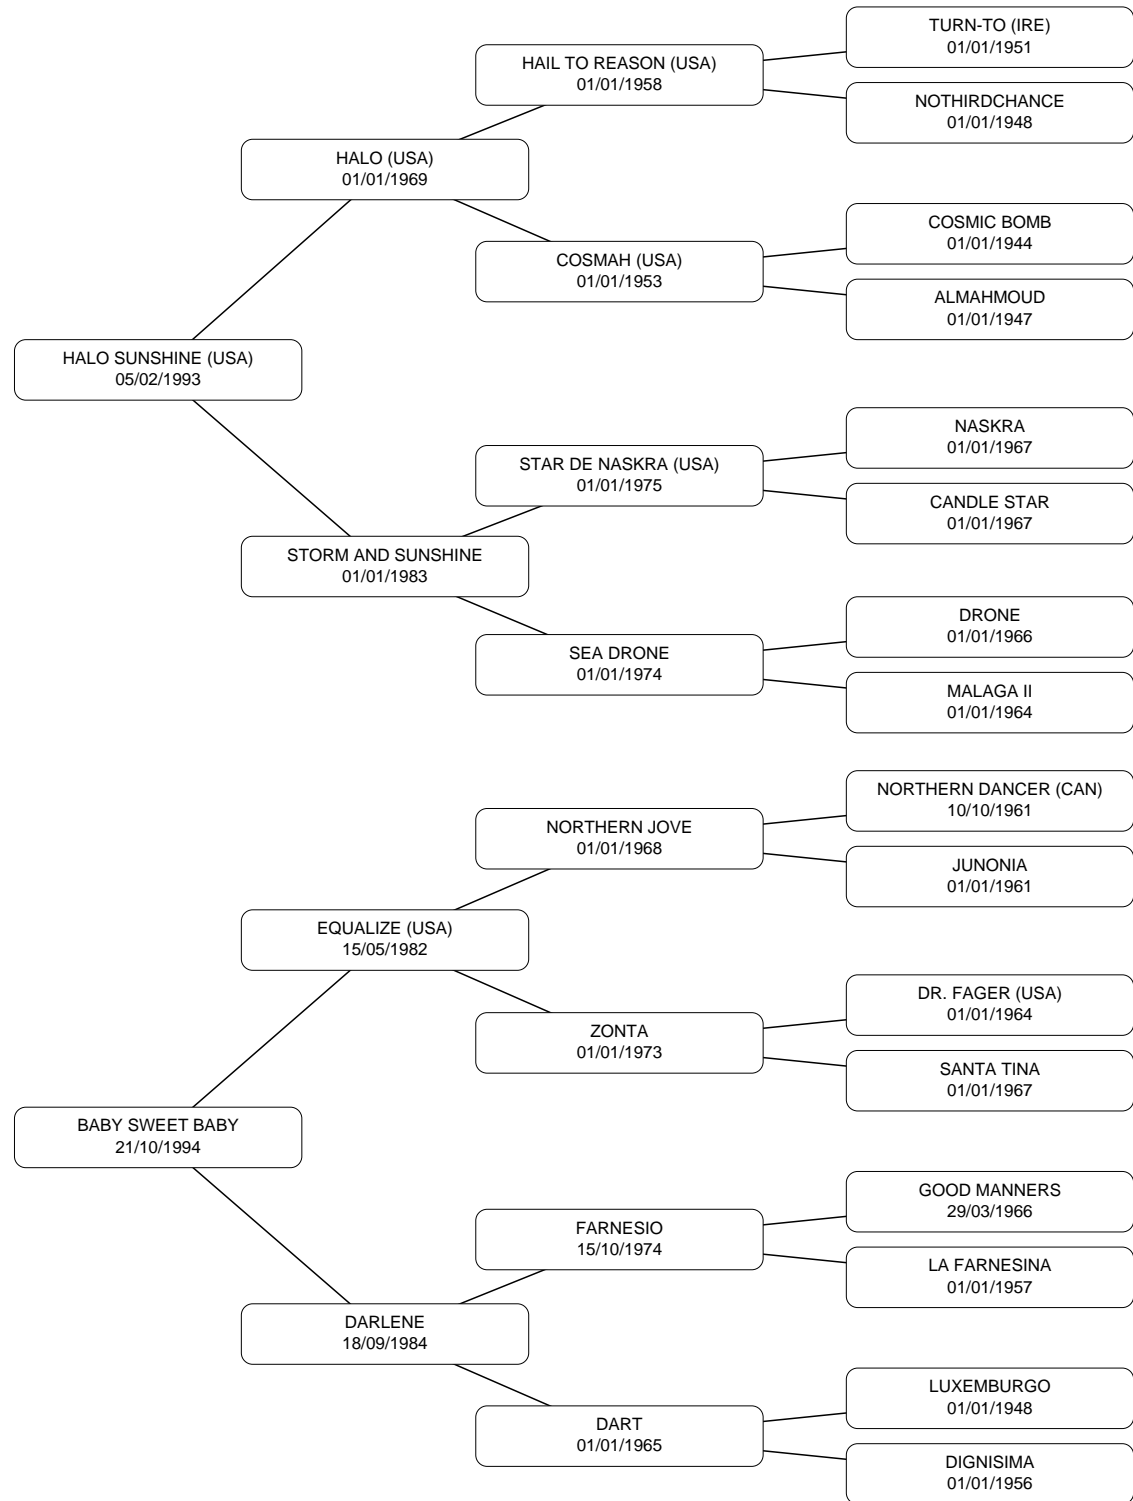 TURN-TO (IRE)
01/01/1951
HAIL TO REASON (USA)
01/01/1958
NOTHIRDCHANCE
01/01/1948
HALO (USA)
01/01/1969
COSMIC BOMB
01/01/1944
COSMAH (USA)
01/01/1953
ALMAHMOUD
01/01/1947
HALO SUNSHINE (USA)
05/02/1993
NASKRA
01/01/1967
STAR DE NASKRA (USA)
01/01/1975
CANDLE STAR
01/01/1967
STORM AND SUNSHINE
01/01/1983
DRONE
01/01/1966
SEA DRONE
01/01/1974
MALAGA II
01/01/1964
NORTHERN DANCER (CAN)
10/10/1961
NORTHERN JOVE
01/01/1968
JUNONIA
01/01/1961
EQUALIZE (USA)
15/05/1982
DR. FAGER (USA)
01/01/1964
ZONTA
01/01/1973
SANTA TINA
01/01/1967
BABY SWEET BABY
21/10/1994
GOOD MANNERS
29/03/1966
FARNESIO
15/10/1974
LA FARNESINA
01/01/1957
DARLENE
18/09/1984
LUXEMBURGO
01/01/1948
DART
01/01/1965
DIGNISIMA
01/01/1956